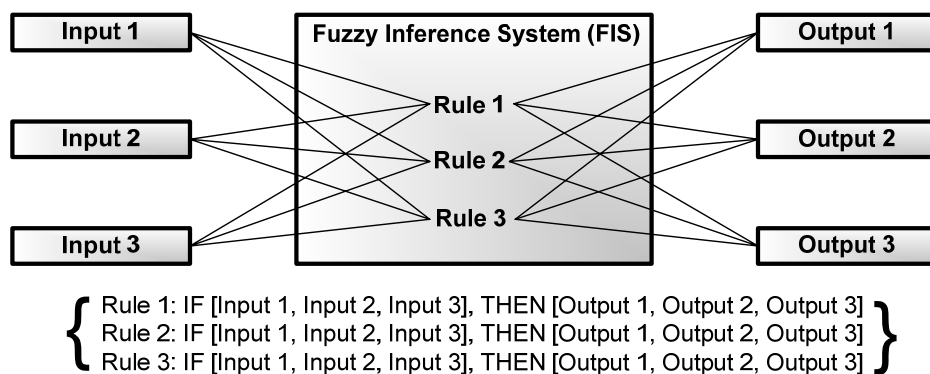 Input 1
Fuzzy Inference System (FIS)
Output 1
Rule 1
Input 2
Rule 2
Output 2
Rule 3
Input 3
Output 3
{ Rule 1: IF [Input 1, Input 2, Input 3], THEN [Output 1, Output 2, Output 3] }
Rule 2: IF [Input 1, Input 2, Input 3], THEN [Output 1, Output 2, Output 3]
Rule 3: IF [Input 1, Input 2, Input 3], THEN [Output 1, Output 2, Output 3]